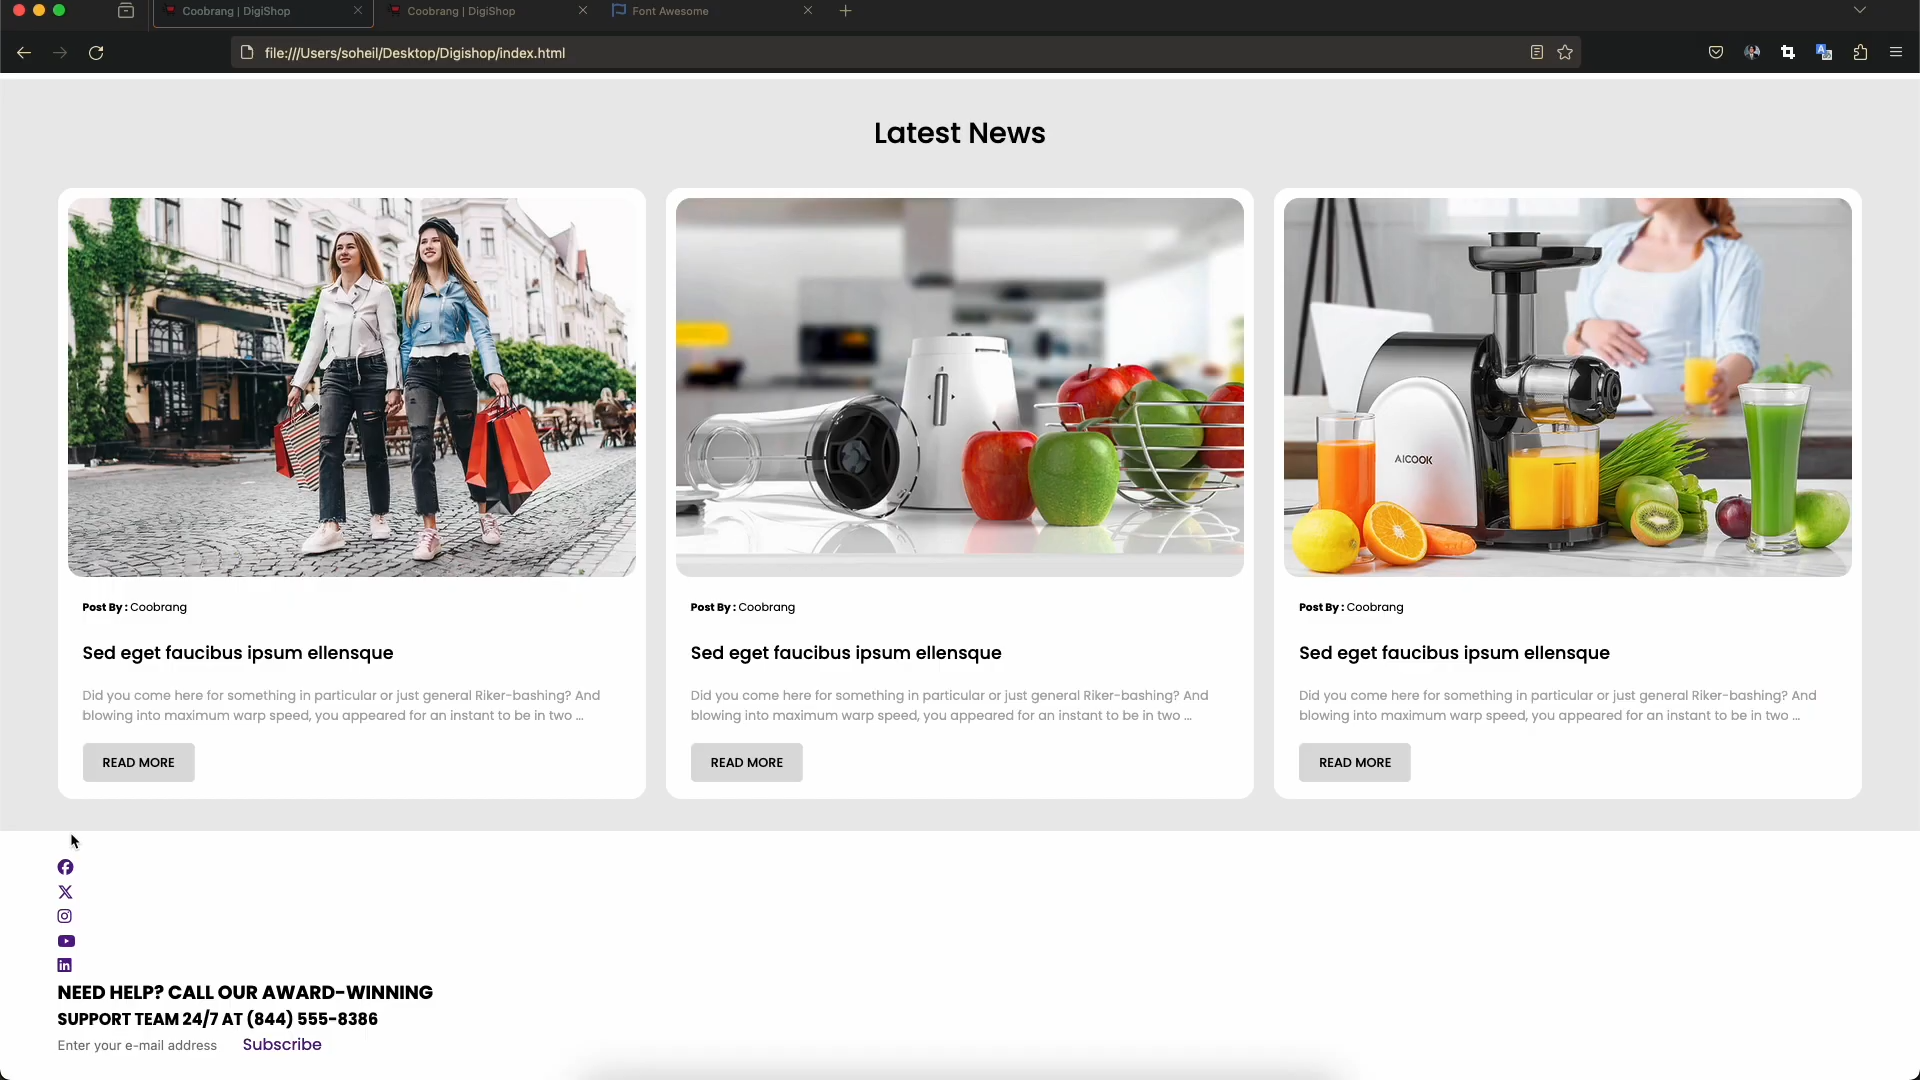 Coobrang | DigiShop
Coobrang | DigiShop
Font Awesome
file:///Users/soheil/Desktop/Digishop/index.html
Latest News
AICOOK
Post By : Coobrang
Sed eget faucibus ipsum ellensque
Did you come here for something in particular or just general Riker-bashing? And
blowing into maximum warp speed, you appeared for an instant to be in two ...
READ MORE
Post By : Coobrang
Sed eget faucibus ipsum ellensque
Did you come here for something in particular or just general Riker-bashing? And
blowing into maximum warp speed, you appeared for an instant to be in two ...
READ MORE
Post By : Coobrang
Sed eget faucibus ipsum ellensque
Did you come here for something in particular or just general Riker-bashing? And
blowing into maximum warp speed, you appeared for an instant to be in two ...
READ MORE
NEED HELP? CALL OUR AWARD-WINNING
SUPPORT TEAM 24/7 AT (844) 555-8386
Enter your e-mail address Subscribe